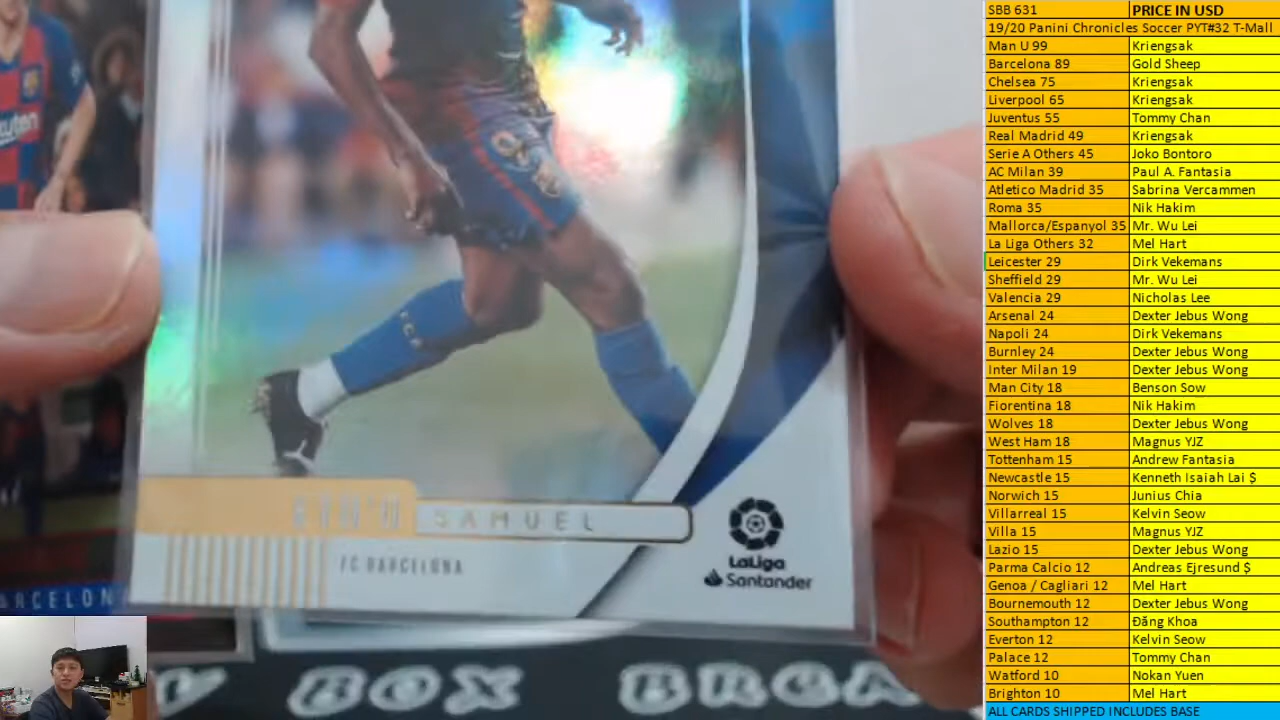 SBB 631 PRICE IN USD
19/20 Panini Chronicles Soccer PYT#32 T-Mall
Man U 99 Kriengsak
Barcelona 89 Gold Sheep
Chelsea 75 Kriengsak
Liverpool 65 Kriengsak
Juventus 55 Tommy Chan
Real Madrid 49 Kriengsak
Serie A Others 45 Joko Bontoro
AC Milan 39 Paul A. Fantasia
Atletico Madrid 35 Sabrina Vercammen
Roma 35 Nik Hakim
Mallorca/Espanyol 35 Mr. Wu Lei
La Liga Others 32 Mel Hart
Leicester 29 Dirk Vekemans
Sheffield 29 Mr. Wu Lei
Valencia 29 Nicholas Lee
Arsenal 24 Dexter Jebus Wong
Napoli 24 Dirk Vekemans
Burnley 24 Dexter Jebus Wong
Inter Milan 19 Dexter Jebus Wong
Man City 18 Benson Sow
Fiorentina 18 Nik Hakim
Wolves 18 Dexter Jebus Wong
West Ham 18 Magnus YJZ
Tottenham 15 Andrew Fantasia
Newcastle 15 Kenneth Isaiah Lai $
Norwich 15 Junius Chia
Villarreal 15 Kelvin Seow
Villa 15 Magnus YJZ
Lazio 15 Dexter Jebus Wong
Parma Calcio 12 Andreas Ejresund $
Genoa / Cagliari 12 Mel Hart
Bournemouth 12 Dexter Jebus Wong
Southampton 12 Đăng Khoa
Everton 12 Kelvin Seow
Palace 12 Tommy Chan
Watford 10 Nokan Yuen
Brighton 10 Mel Hart
ALL CARDS SHIPPED INCLUDES BASE
FCB
SAMUEL
FC BARCELONA
LaLiga
Santander
BOX